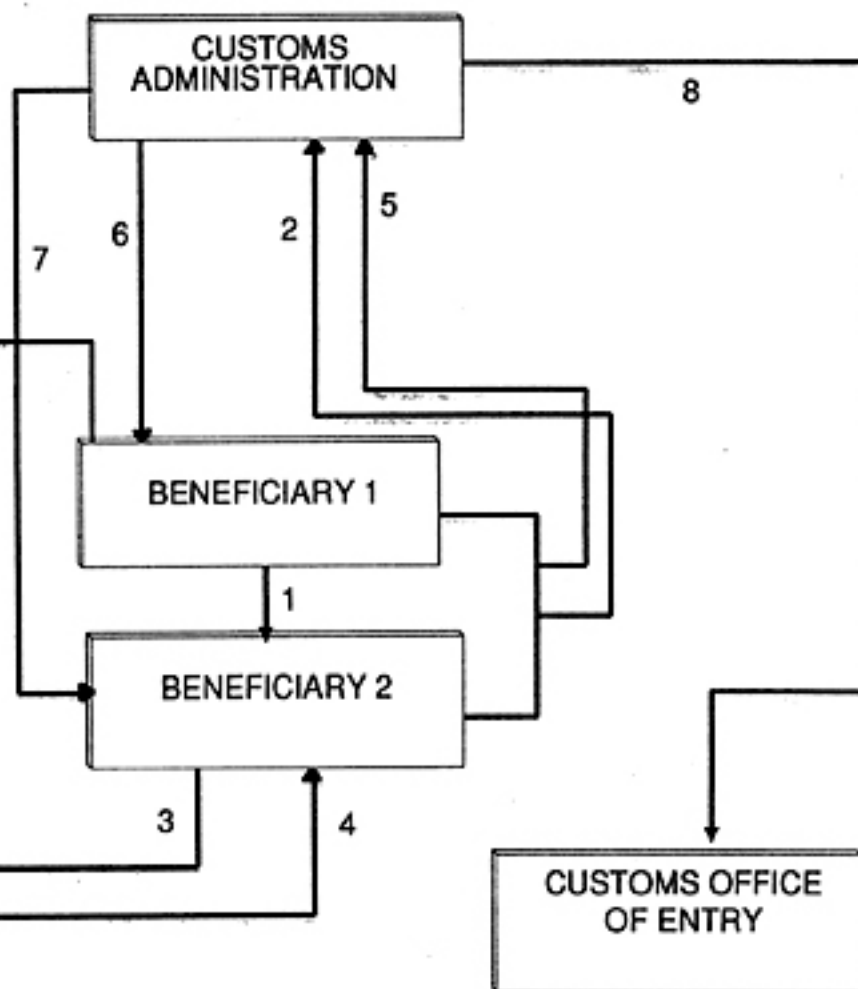 CUSTOMS
ADMINISTRATION
8
5
2
6
7
BENEFICIARY 1
1
BENEFICIARY 2
3
4
CUSTOMS OFFICE
OF ENTRY